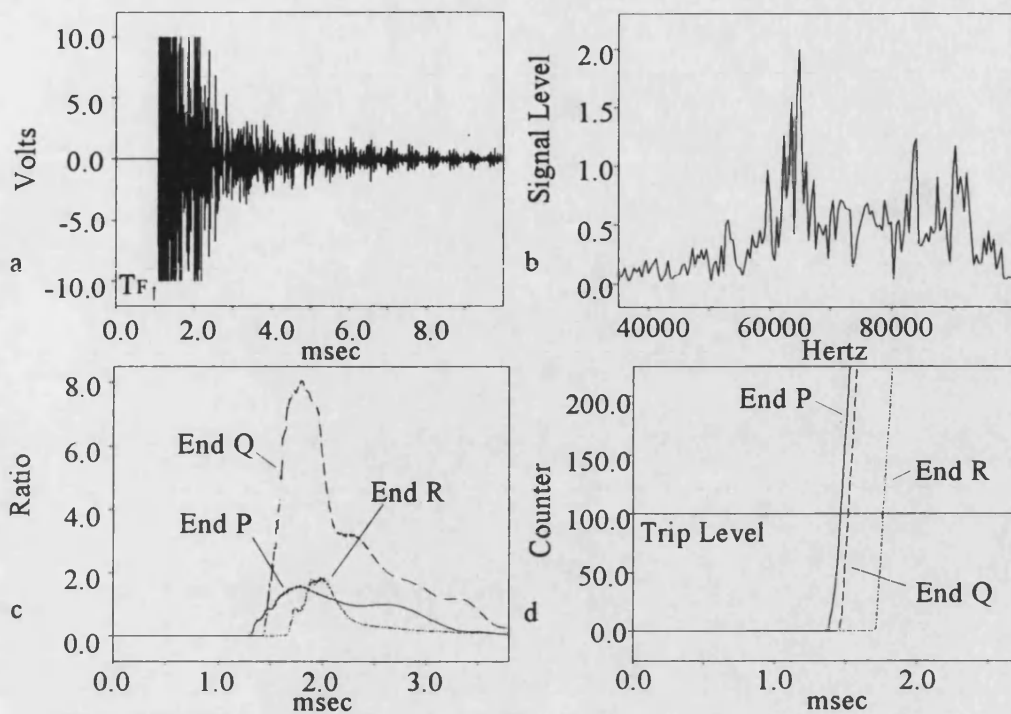 10.0
5.0
0.0
-5.0
-10.0
Volts
a
TF↑
0.0 2.0 4.0 6.0 8.0
msec
2.0
1.5
1.0
0.5
0.0
Signal Level
b
40000 60000 80000
Hertz
8.0
6.0
4.0
2.0
0.0
Ratio
c
End Q
End R
End P
0.0 1.0 2.0 3.0
msec
200.0
150.0
100.0
50.0
0.0
Counter
d
End P
End R
Trip Level
End Q
0.0 1.0 2.0
msec